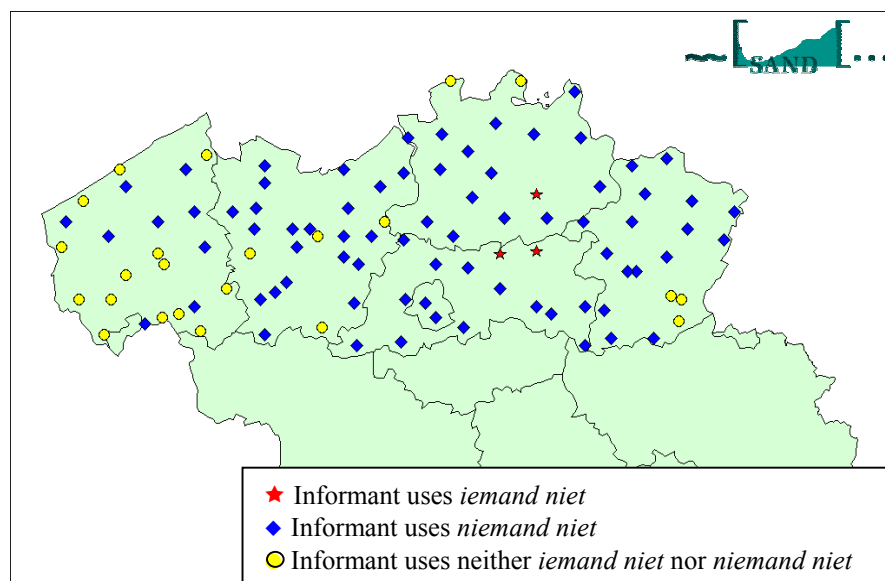 SAND
Informant uses iemand niet
Informant uses niemand niet
Informant uses neither iemand niet nor niemand niet